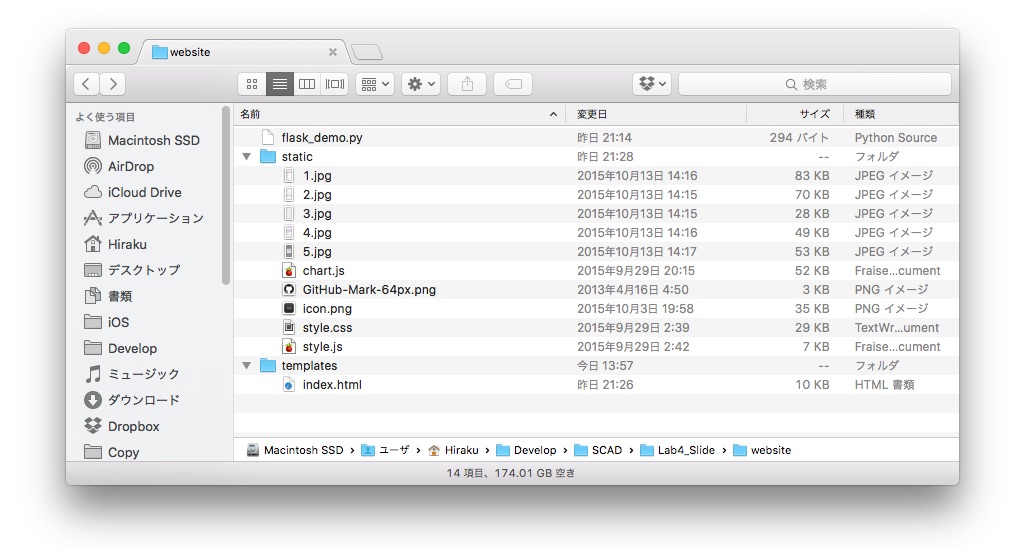 website
検索
よく使う項目
Macintosh SSD
AirDrop
iCloud Drive
アプリケーション
Hiraku
デスクトップ
書類
iOS
Develop
ミュージック
ダウンロード
Dropbox
Copy
名前 変更日 サイズ 種類
flask_demo.py 昨日 21:14 294 バイト Python Source
static 昨日 21:28 -- フォルダ
1.jpg 2015年10月13日 14:16 83 KB JPEG イメージ
2.jpg 2015年10月13日 14:15 70 KB JPEG イメージ
3.jpg 2015年10月13日 14:15 28 KB JPEG イメージ
4.jpg 2015年10月13日 14:16 49 KB JPEG イメージ
5.jpg 2015年10月13日 14:17 53 KB JPEG イメージ
chart.js 2015年9月29日 20:15 52 KB Fraise...cument
GitHub-Mark-64px.png 2013年4月16日 4:50 3 KB PNG イメージ
icon.png 2015年10月3日 19:58 35 KB PNG イメージ
style.css 2015年9月29日 2:39 29 KB TextWr...ument
style.js 2015年9月29日 2:42 7 KB Fraise...cument
templates 今日 13:57 -- フォルダ
index.html 昨日 21:26 10 KB HTML 書類
Macintosh SSD › ユーザ › Hiraku › Develop › SCAD › Lab4_Slide › website
14 項目、174.01 GB 空き